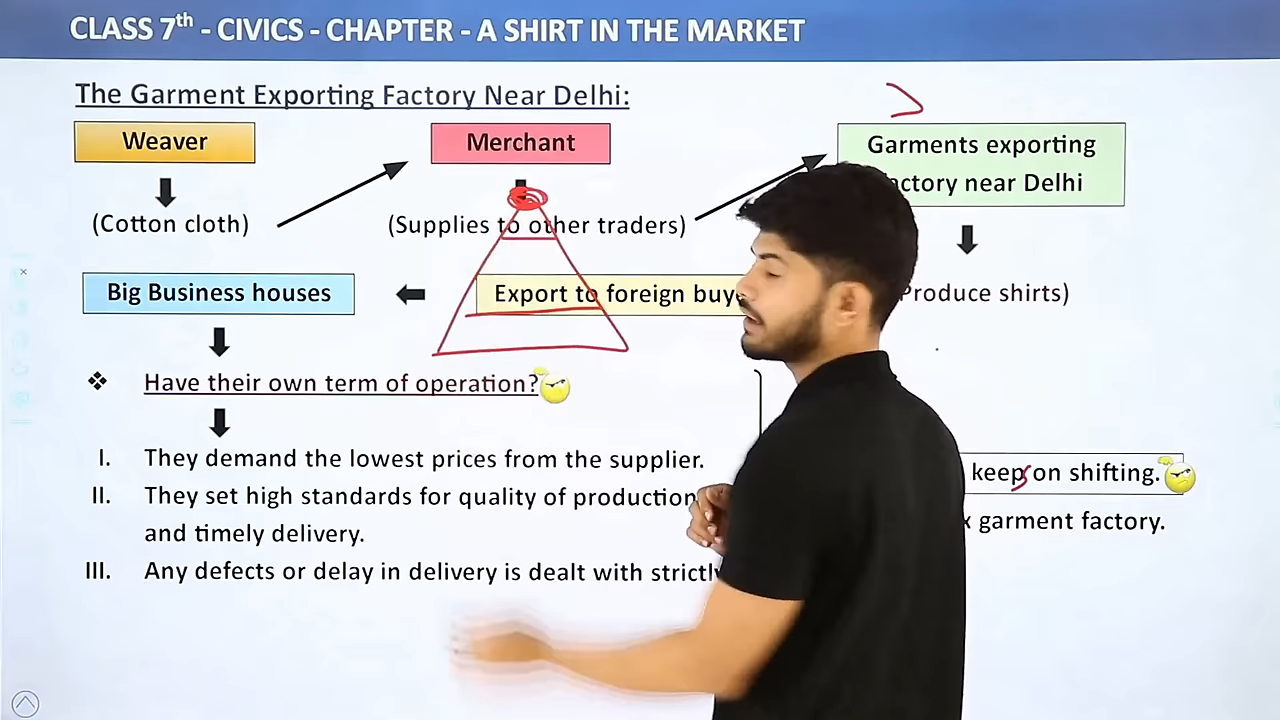 CLASS 7th - CIVICS - CHAPTER - A SHIRT IN THE MARKET
The Garment Exporting Factory Near Delhi:
Weaver
Merchant
Garments exporting
factory near Delhi
(Cotton cloth)
(Supplies to other traders)
Big Business houses
Export to foreign
Produce shirts)
❖ Have their own term of operation?
I. They demand the lowest prices from the supplier.
II. They set high standards for quality of production
and timely delivery.
III. Any defects or delay in delivery is dealt with strictly
keep on shifting.
garment factory.